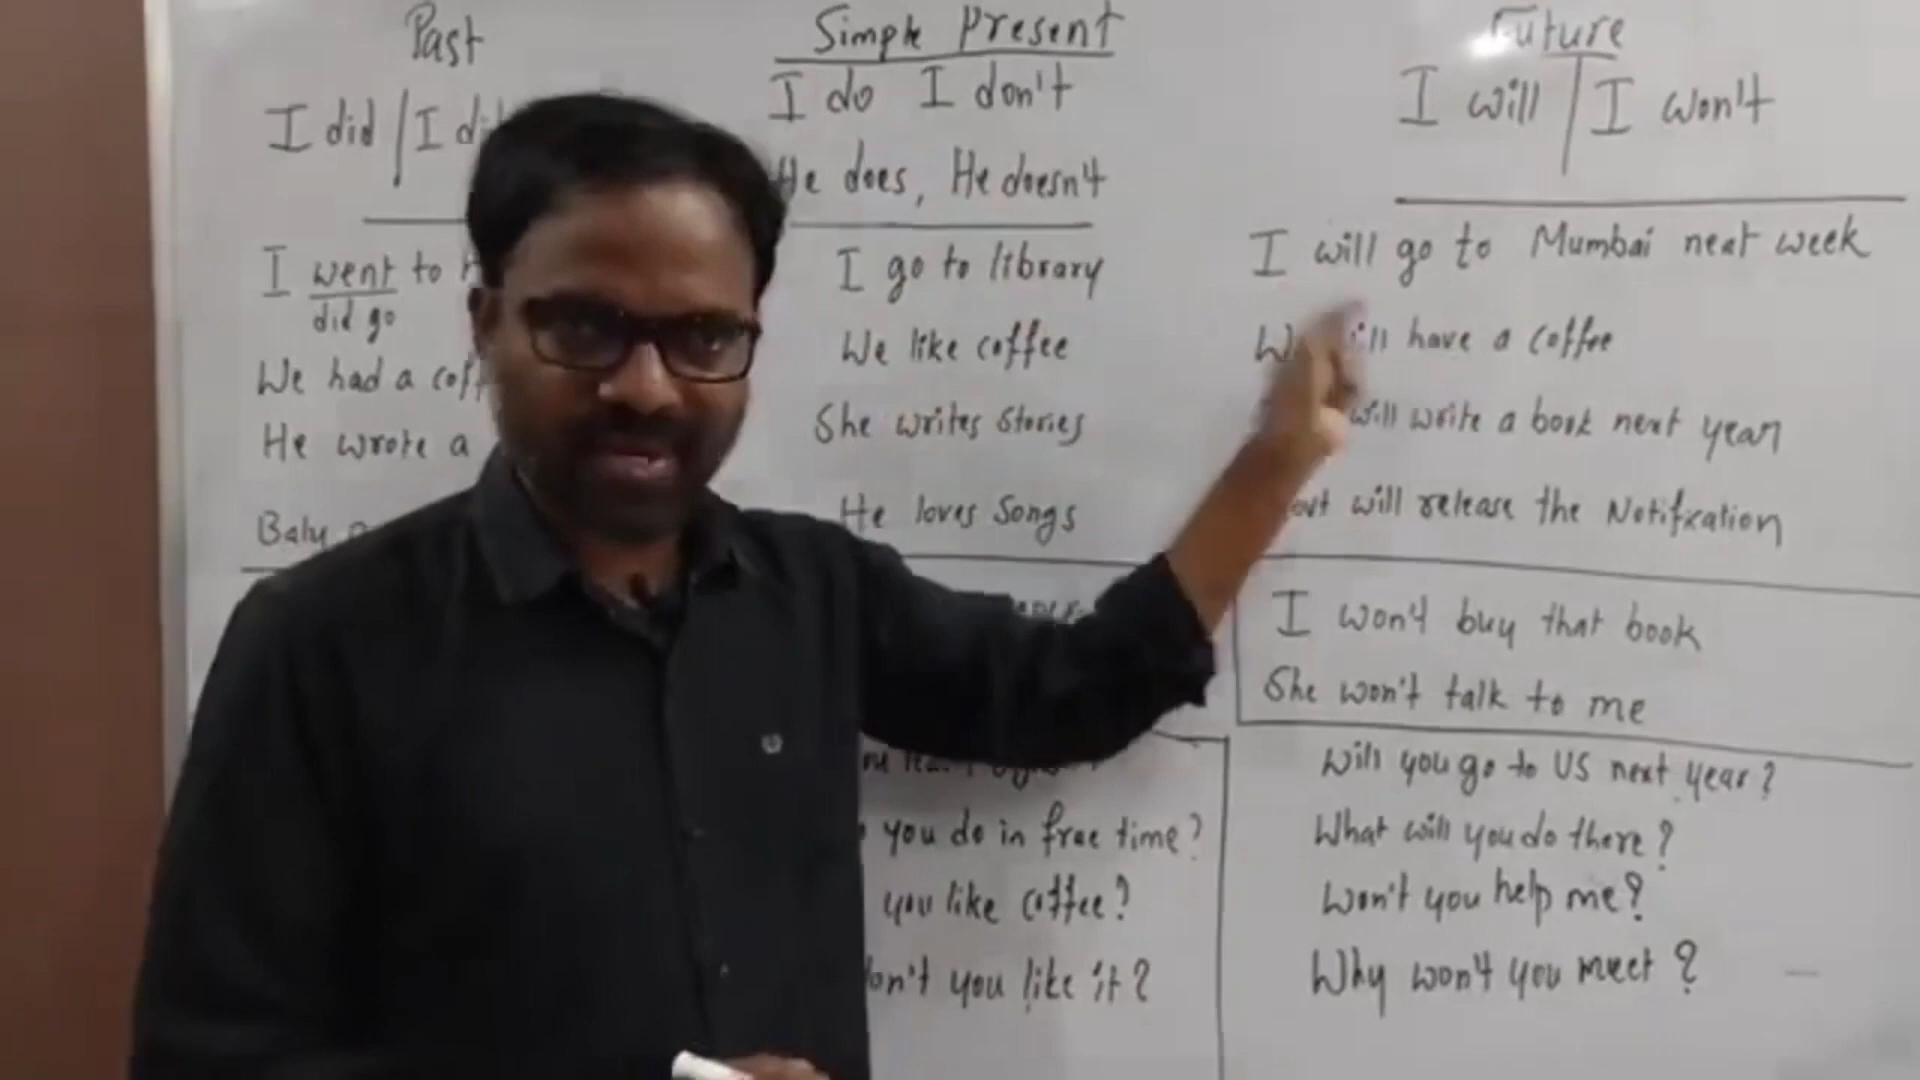 Past
I did / I
I went to
did go
We had a
He wrote a
Simple Present
I do I don't
He does, He doesn't
I go to library
We like coffee
She writes Stories
He loves Songs
you do in free time?
you like coffee?
don't you like it?
Future
I will / I won't
I will go to Mumbai next week
will have a coffee
will write a book next year
will release the Notification
I won't buy that book
She won't talk to me
Will you go to US next year?
What will you do there?
Won't you help me?
Why won't you meet?